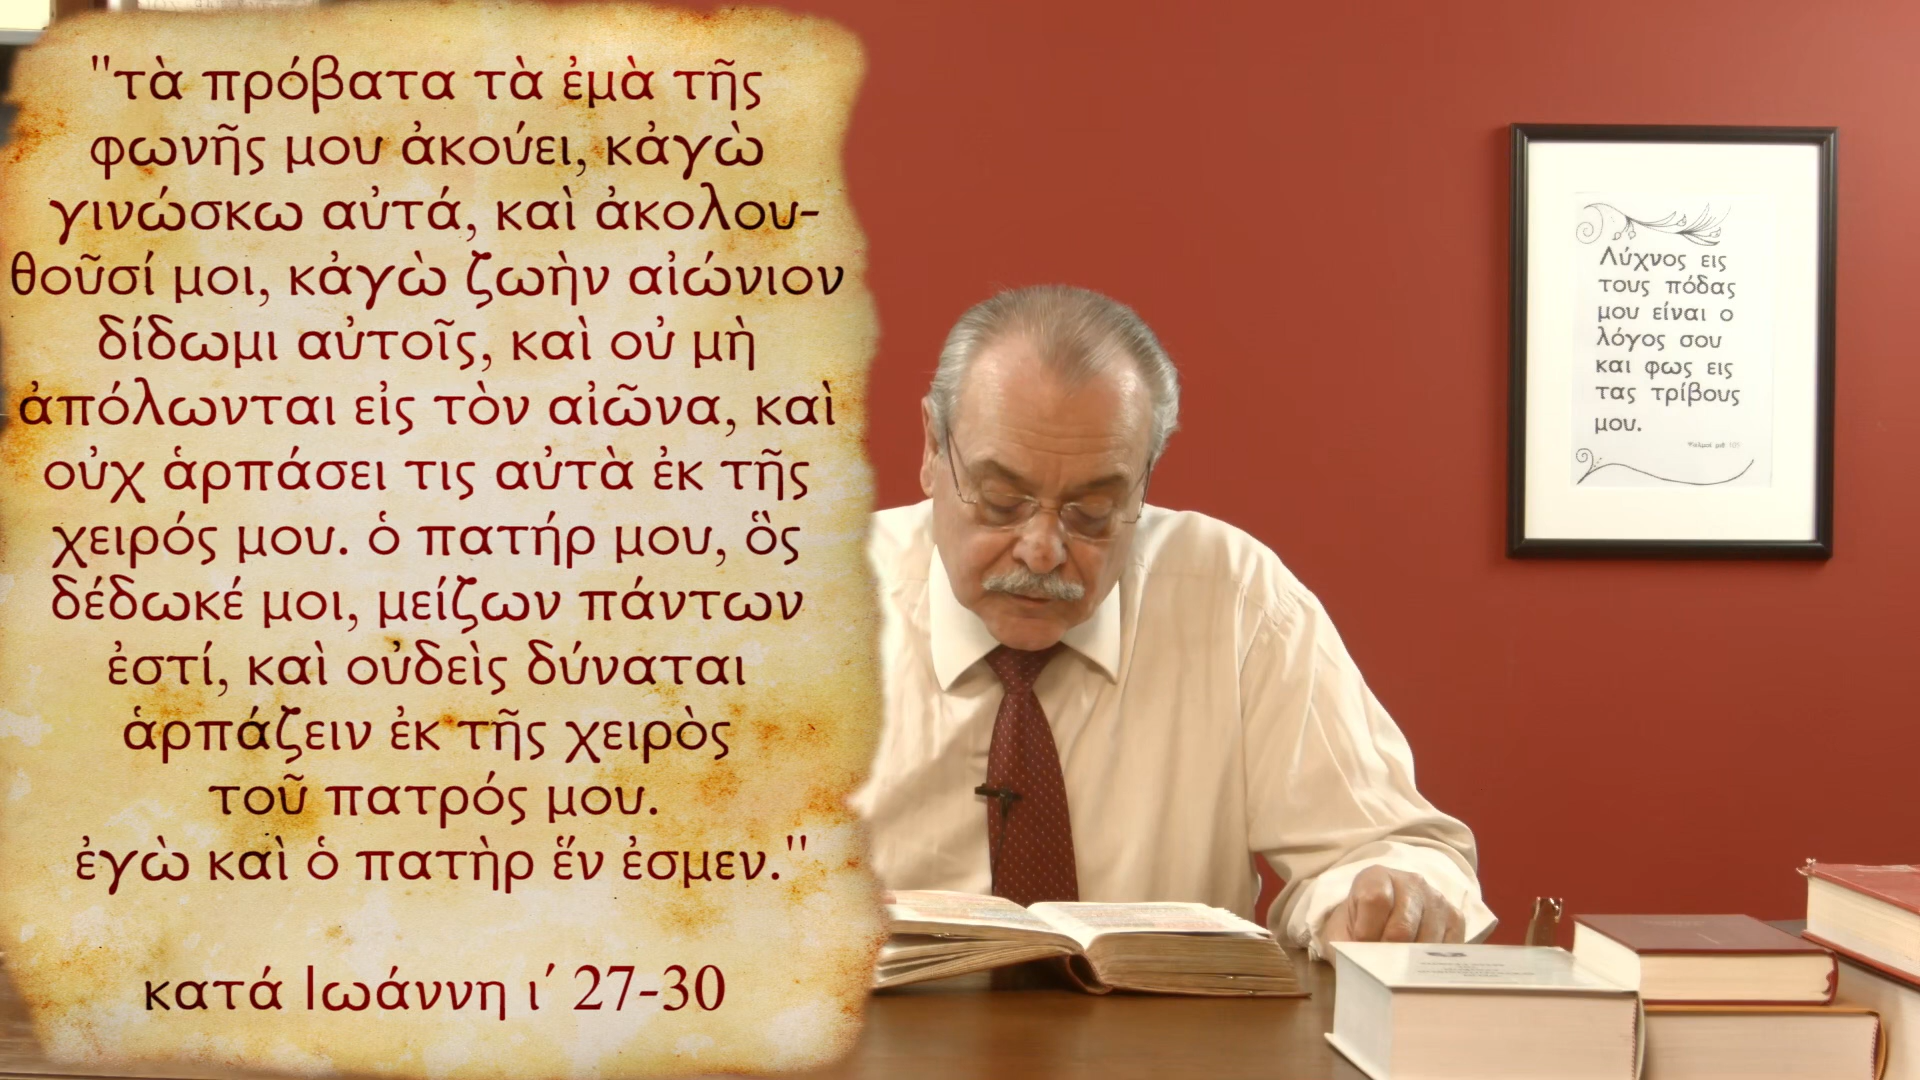 "τὰ πρόβατα τὰ ἐμὰ τῆς
φωνῆς μου ἀκούει, κἀγὼ
γινώσκω αὐτά, καὶ ἀκολου-
θοῦσί μοι, κἀγὼ ζωὴν αἰώνιον
δίδωμι αὐτοῖς, καὶ οὐ μὴ
ἀπόλωνται εἰς τὸν αἰῶνα, καὶ
οὐχ ἁρπάσει τις αὐτὰ ἐκ τῆς
χειρός μου. ὁ πατήρ μου, ὃς
δέδωκέ μοι, μείζων πάντων
ἐστί, καὶ οὐδεὶς δύναται
ἁρπάζειν ἐκ τῆς χειρὸς
τοῦ πατρός μου.
ἐγὼ καὶ ὁ πατὴρ ἕν ἐσμεν."
κατά Ιωάννη ι΄ 27-30
Λύχνος εις
τους πόδας
μου είναι ο
λόγος σου
και φως εις
τας τρίβους
μου.